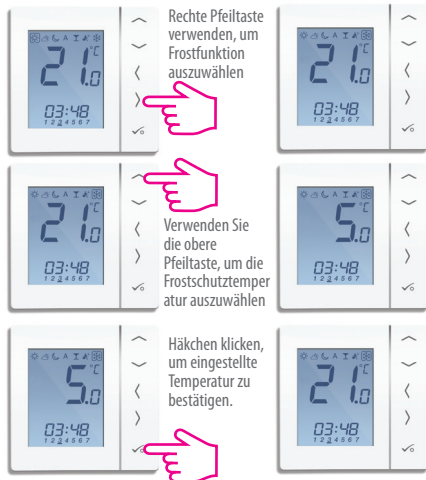 Rechte Pfeiltaste
verwenden, um
Frostfunktion
auszuwählen
21.0 °C
03:48
1 2 3 4 5 6 7
21.0 °C
03:48
1 2 3 4 5 6 7
Verwenden Sie
die obere
Pfeiltaste, um die
Frostschutztemper
atur auszuwählen
A
21.0 °C
03:48
1 2 3 4 5 6 7
A
5.0 °C
03:48
1 2 3 4 5 6 7
Häkchen klicken,
um eingestellte
Temperatur zu
bestätigen.
A
5.0 °C
03:48
1 2 3 4 5 6 7
A
21.0 °C
03:48
1 2 3 4 5 6 7